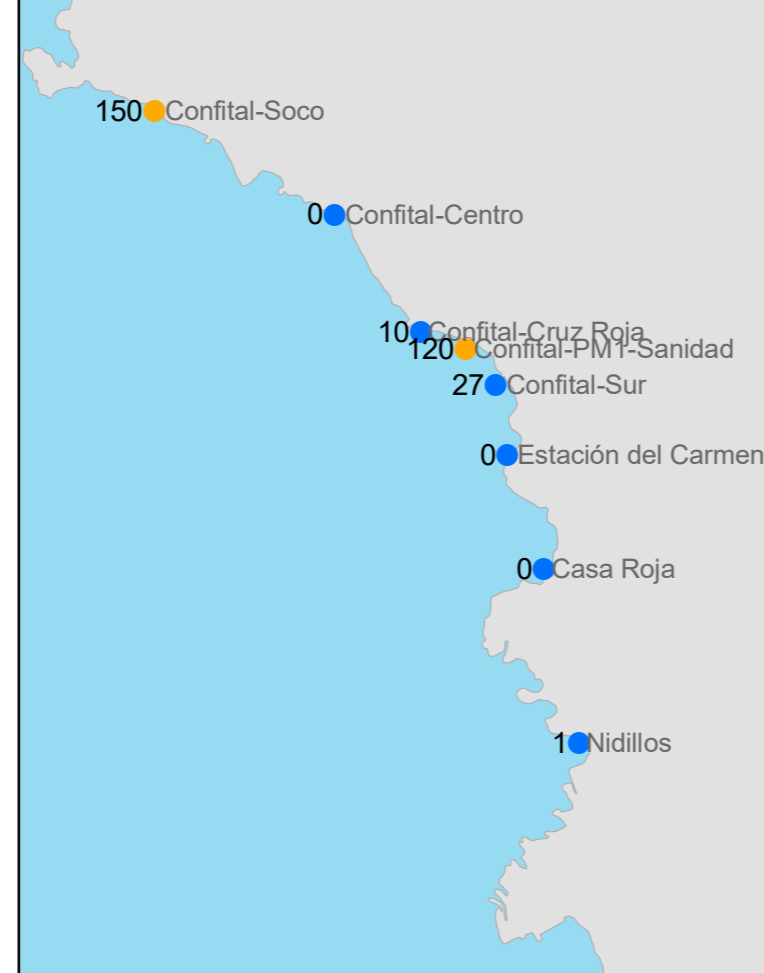 150 Confital-Soco
0 Confital-Centro
10 Confital-Cruz Roja
120 Confital-PM1-Sanidad
27 Confital-Sur
0 Estación del Carmen
0 Casa Roja
1 Nidillos